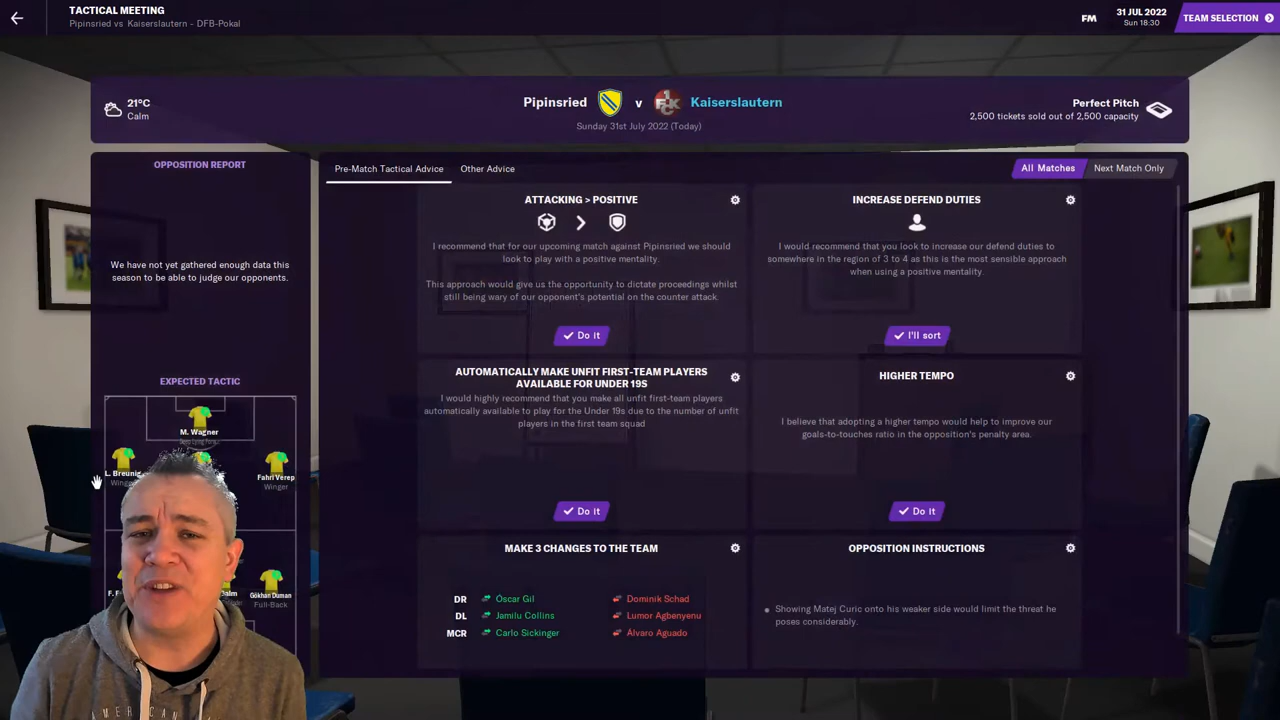 TACTICAL MEETING
Pipinsried vs Kaiserslautern - DFB-Pokal
FM
31 JUL 2022
Sun 18:30
TEAM SELECTION
21°C
Calm
Pipinsried v Kaiserslautern
Sunday 31st July 2022 (Today)
Perfect Pitch
2,500 tickets sold out of 2,500 capacity
OPPOSITION REPORT
We have not yet gathered enough data this
season to be able to judge our opponents.
EXPECTED TACTIC
M. Wagner
L. Breunig
Winger
Fahri Verep
Winger
Gökhan Duman
Full-Back
Pre-Match Tactical Advice
Other Advice
All Matches
Next Match Only
ATTACKING > POSITIVE
I recommend that for our upcoming match against Pipinsried we should
look to play with a positive mentality.
This approach would give us the opportunity to dictate proceedings whilst
still being wary of our opponent's potential on the counter attack.
Do it
INCREASE DEFEND DUTIES
I would recommend that you look to increase our defend duties to
somewhere in the region of 3 to 4 as this is the most sensible approach
when using a positive mentality.
I'll sort
AUTOMATICALLY MAKE UNFIT FIRST-TEAM PLAYERS
AVAILABLE FOR UNDER 19S
I would highly recommend that you make all unfit first-team players
automatically available to play for the Under 19s due to the number of unfit
players in the first team squad
Do it
HIGHER TEMPO
I believe that adopting a higher tempo would help to improve our
goals-to-touches ratio in the opposition's penalty area.
Do it
MAKE 3 CHANGES TO THE TEAM
DR Óscar Gil Dominik Schad
DL Jamilu Collins Lumor Agbenyenu
MCR Carlo Sickinger Álvaro Aguado
OPPOSITION INSTRUCTIONS
Showing Matej Curic onto his weaker side would limit the threat he
poses considerably.